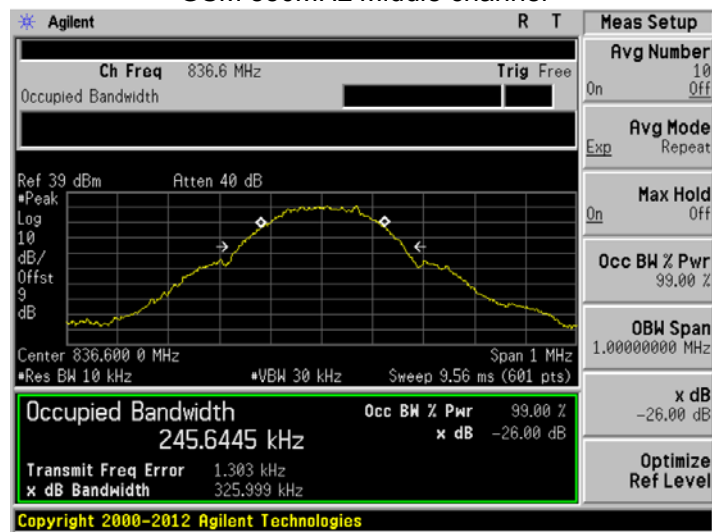 Agilent R T Meas Setup
Ch Freq 836.6 MHz Trig Free
Occupied Bandwidth
Avg Number
10
On Off
Avg Mode
Exp Repeat
Max Hold
On Off
Occ BW % Pwr
99.00 %
OBW Span
1.00000000 MHz
x dB
-26.00 dB
Optimize
Ref Level
Ref 39 dBm Atten 40 dB
#Peak
Log
10
dB/
Offst
9
dB
Center 836.600 0 MHz Span 1 MHz
#Res BW 10 kHz #VBW 30 kHz Sweep 9.56 ms (601 pts)
Occupied Bandwidth Occ BW % Pwr 99.00 %
245.6445 kHz x dB -26.00 dB
Transmit Freq Error 1.303 kHz
x dB Bandwidth 325.999 kHz
Copyright 2000-2012 Agilent Technologies